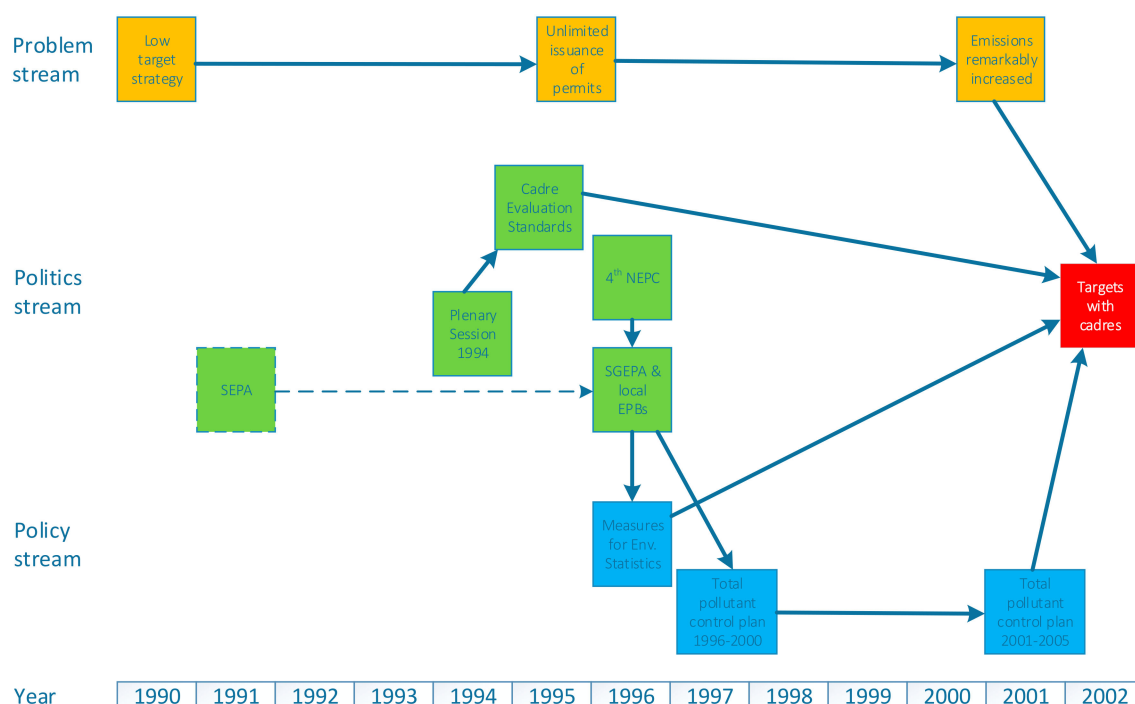 Problem
stream
Low
target
strategy
Unlimited
issuance
of
permits
Emissions
remarkably
increased
Politics
stream
Cadre
Evaluation
Standards
4th NEPC
Plenary
Session
1994
SEPA
SGEPA &
local
EPBs
Targets
with
cadres
Policy
stream
Measures
for Env.
Statistics
Total
pollutant
control plan
1996-2000
Total
pollutant
control plan
2001-2005
Year 1990 1991 1992 1993 1994 1995 1996 1997 1998 1999 2000 2001 2002